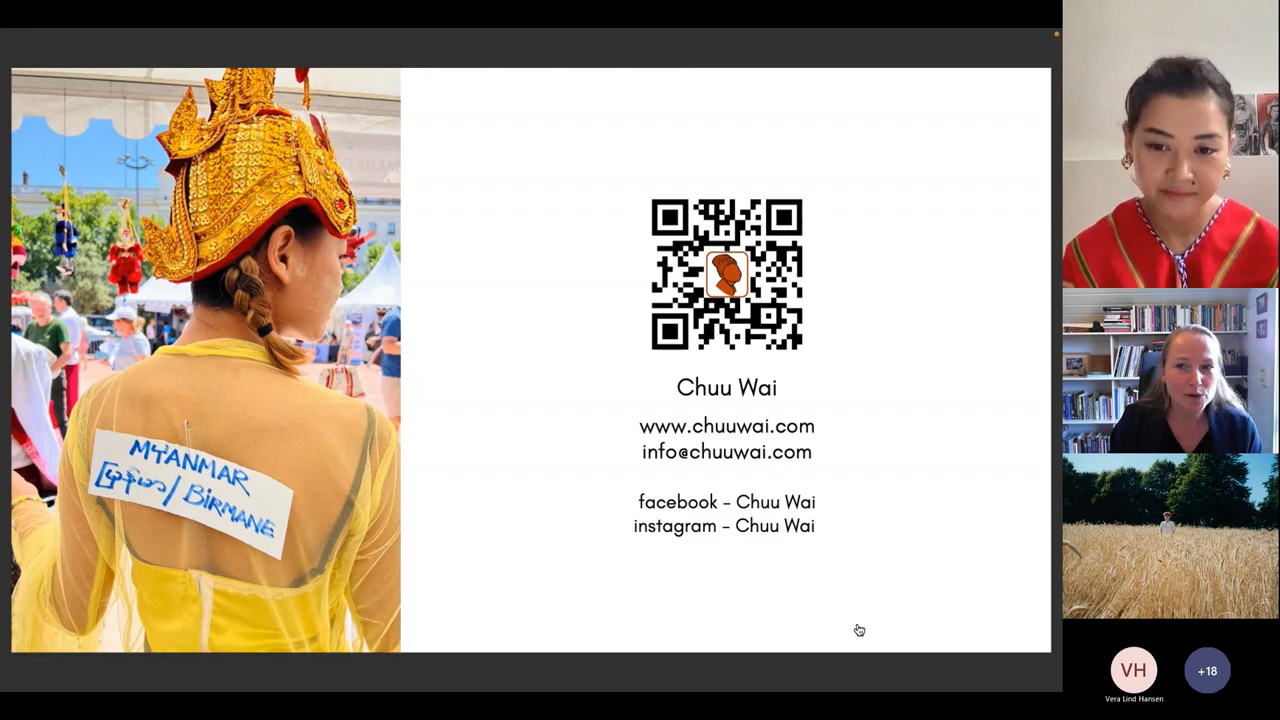 MYANMAR
မြန်မာ / BIRMANE
Chuu Wai
www.chuuwai.com
info@chuuwai.com
facebook - Chuu Wai
instagram - Chuu Wai
VH
Vera Lind Hansen
+18